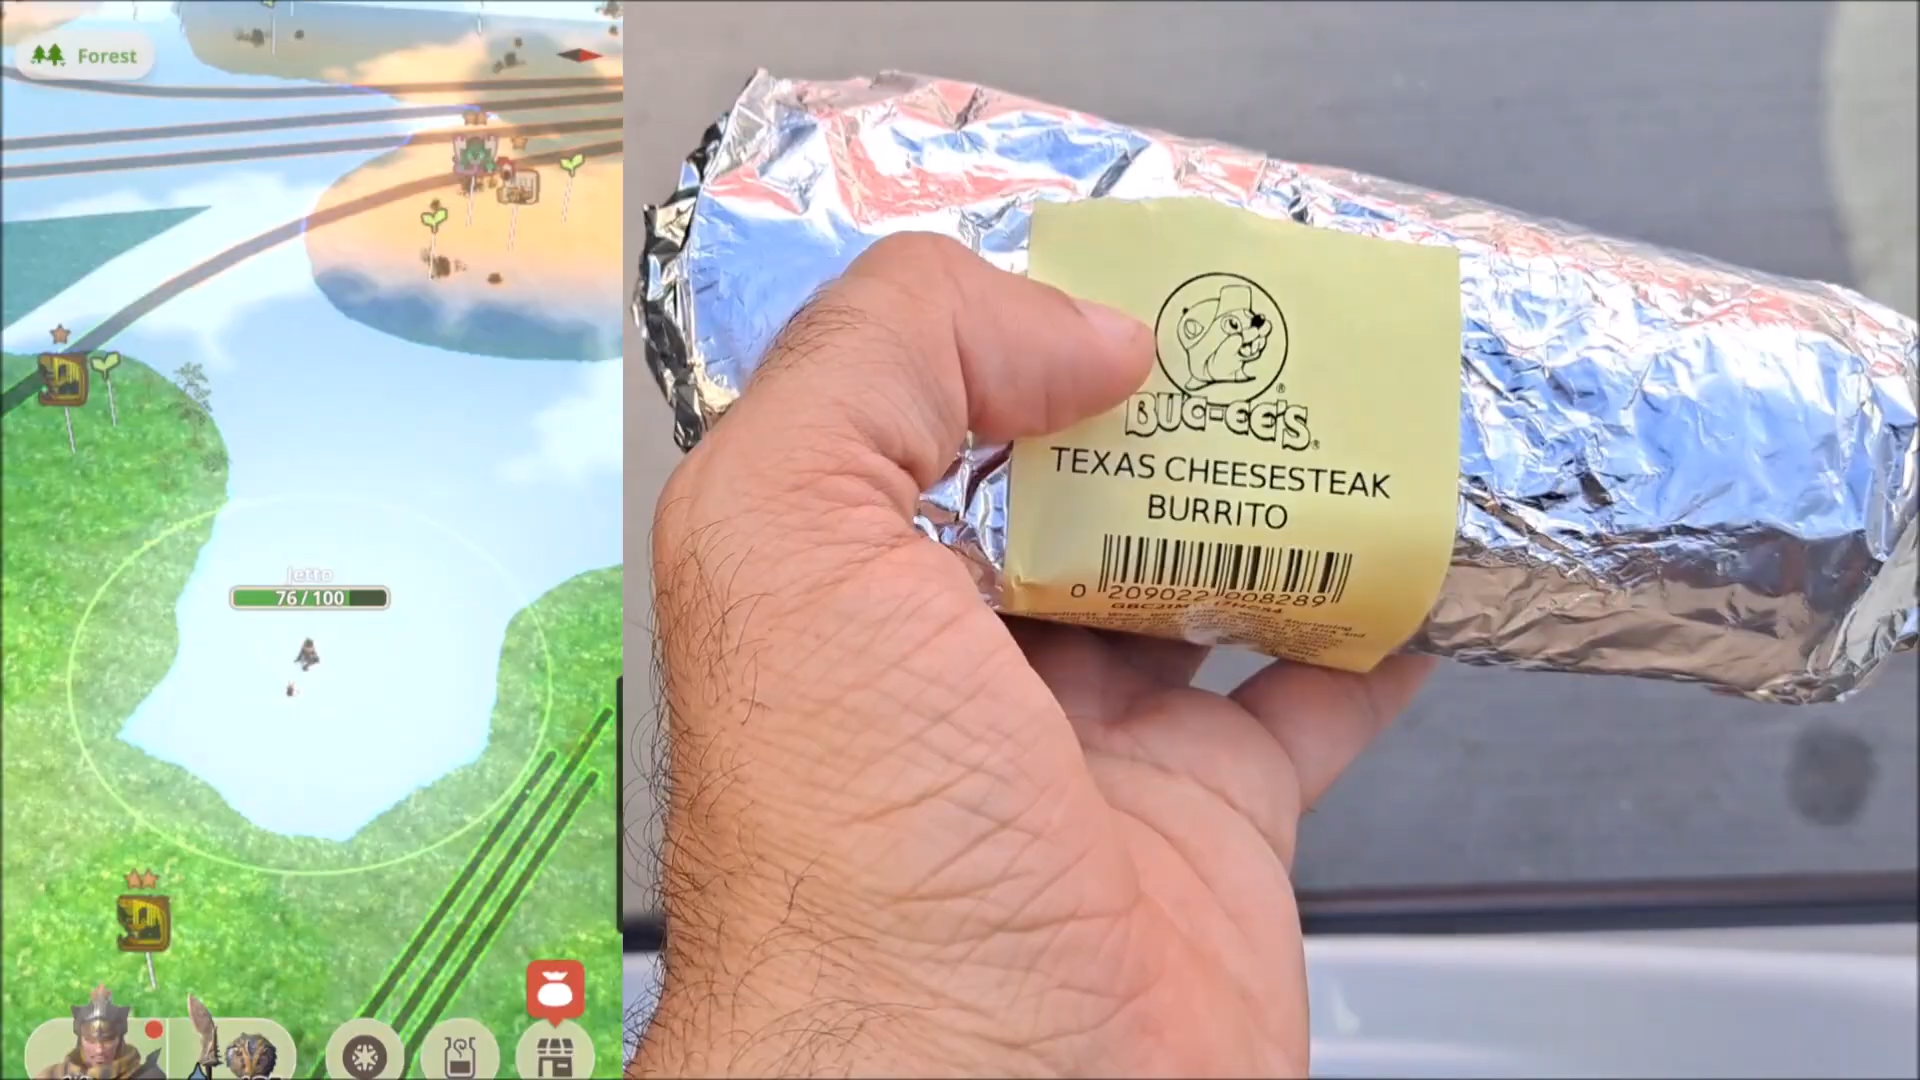 Forest
Jetto
76 / 100
BUC-EE'S
TEXAS CHEESESTEAK
BURRITO
0 209022 008289